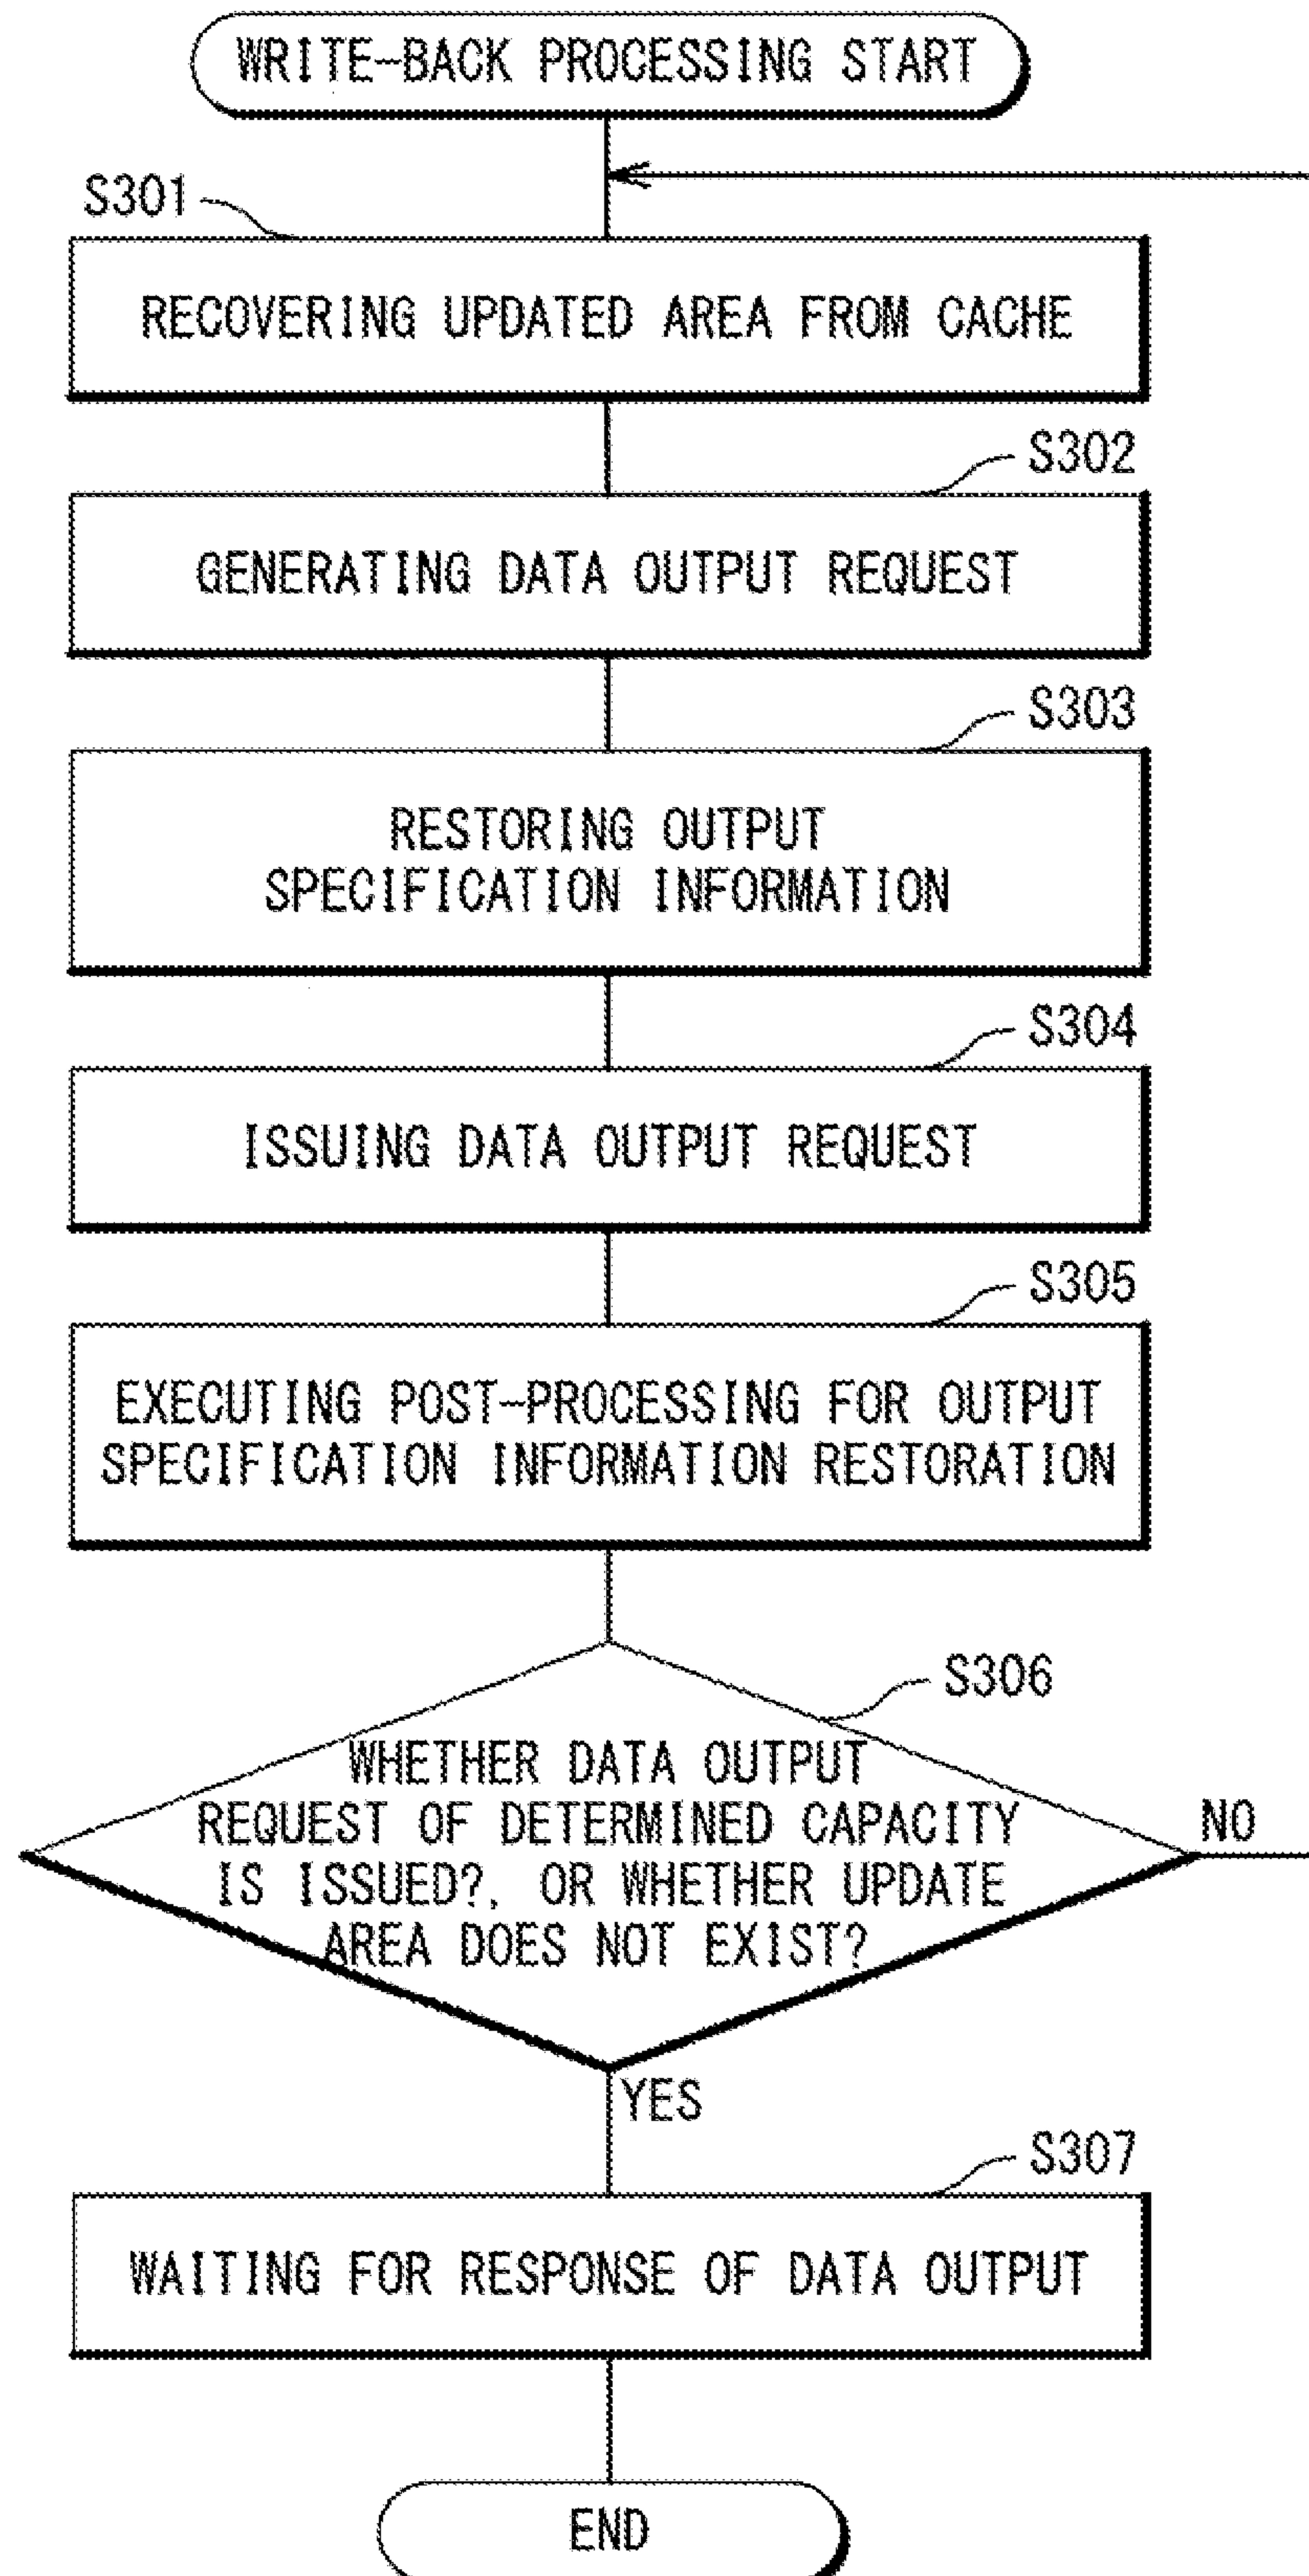 WRITE-BACK PROCESSING START
S301
RECOVERING UPDATED AREA FROM CACHE
S302
GENERATING DATA OUTPUT REQUEST
S303
RESTORING OUTPUT
SPECIFICATION INFORMATION
S304
ISSUING DATA OUTPUT REQUEST
S305
EXECUTING POST-PROCESSING FOR OUTPUT
SPECIFICATION INFORMATION RESTORATION
S306
WHETHER DATA OUTPUT
REQUEST OF DETERMINED CAPACITY
IS ISSUED?, OR WHETHER UPDATE
AREA DOES NOT EXIST?
NO
YES
S307
WAITING FOR RESPONSE OF DATA OUTPUT
END